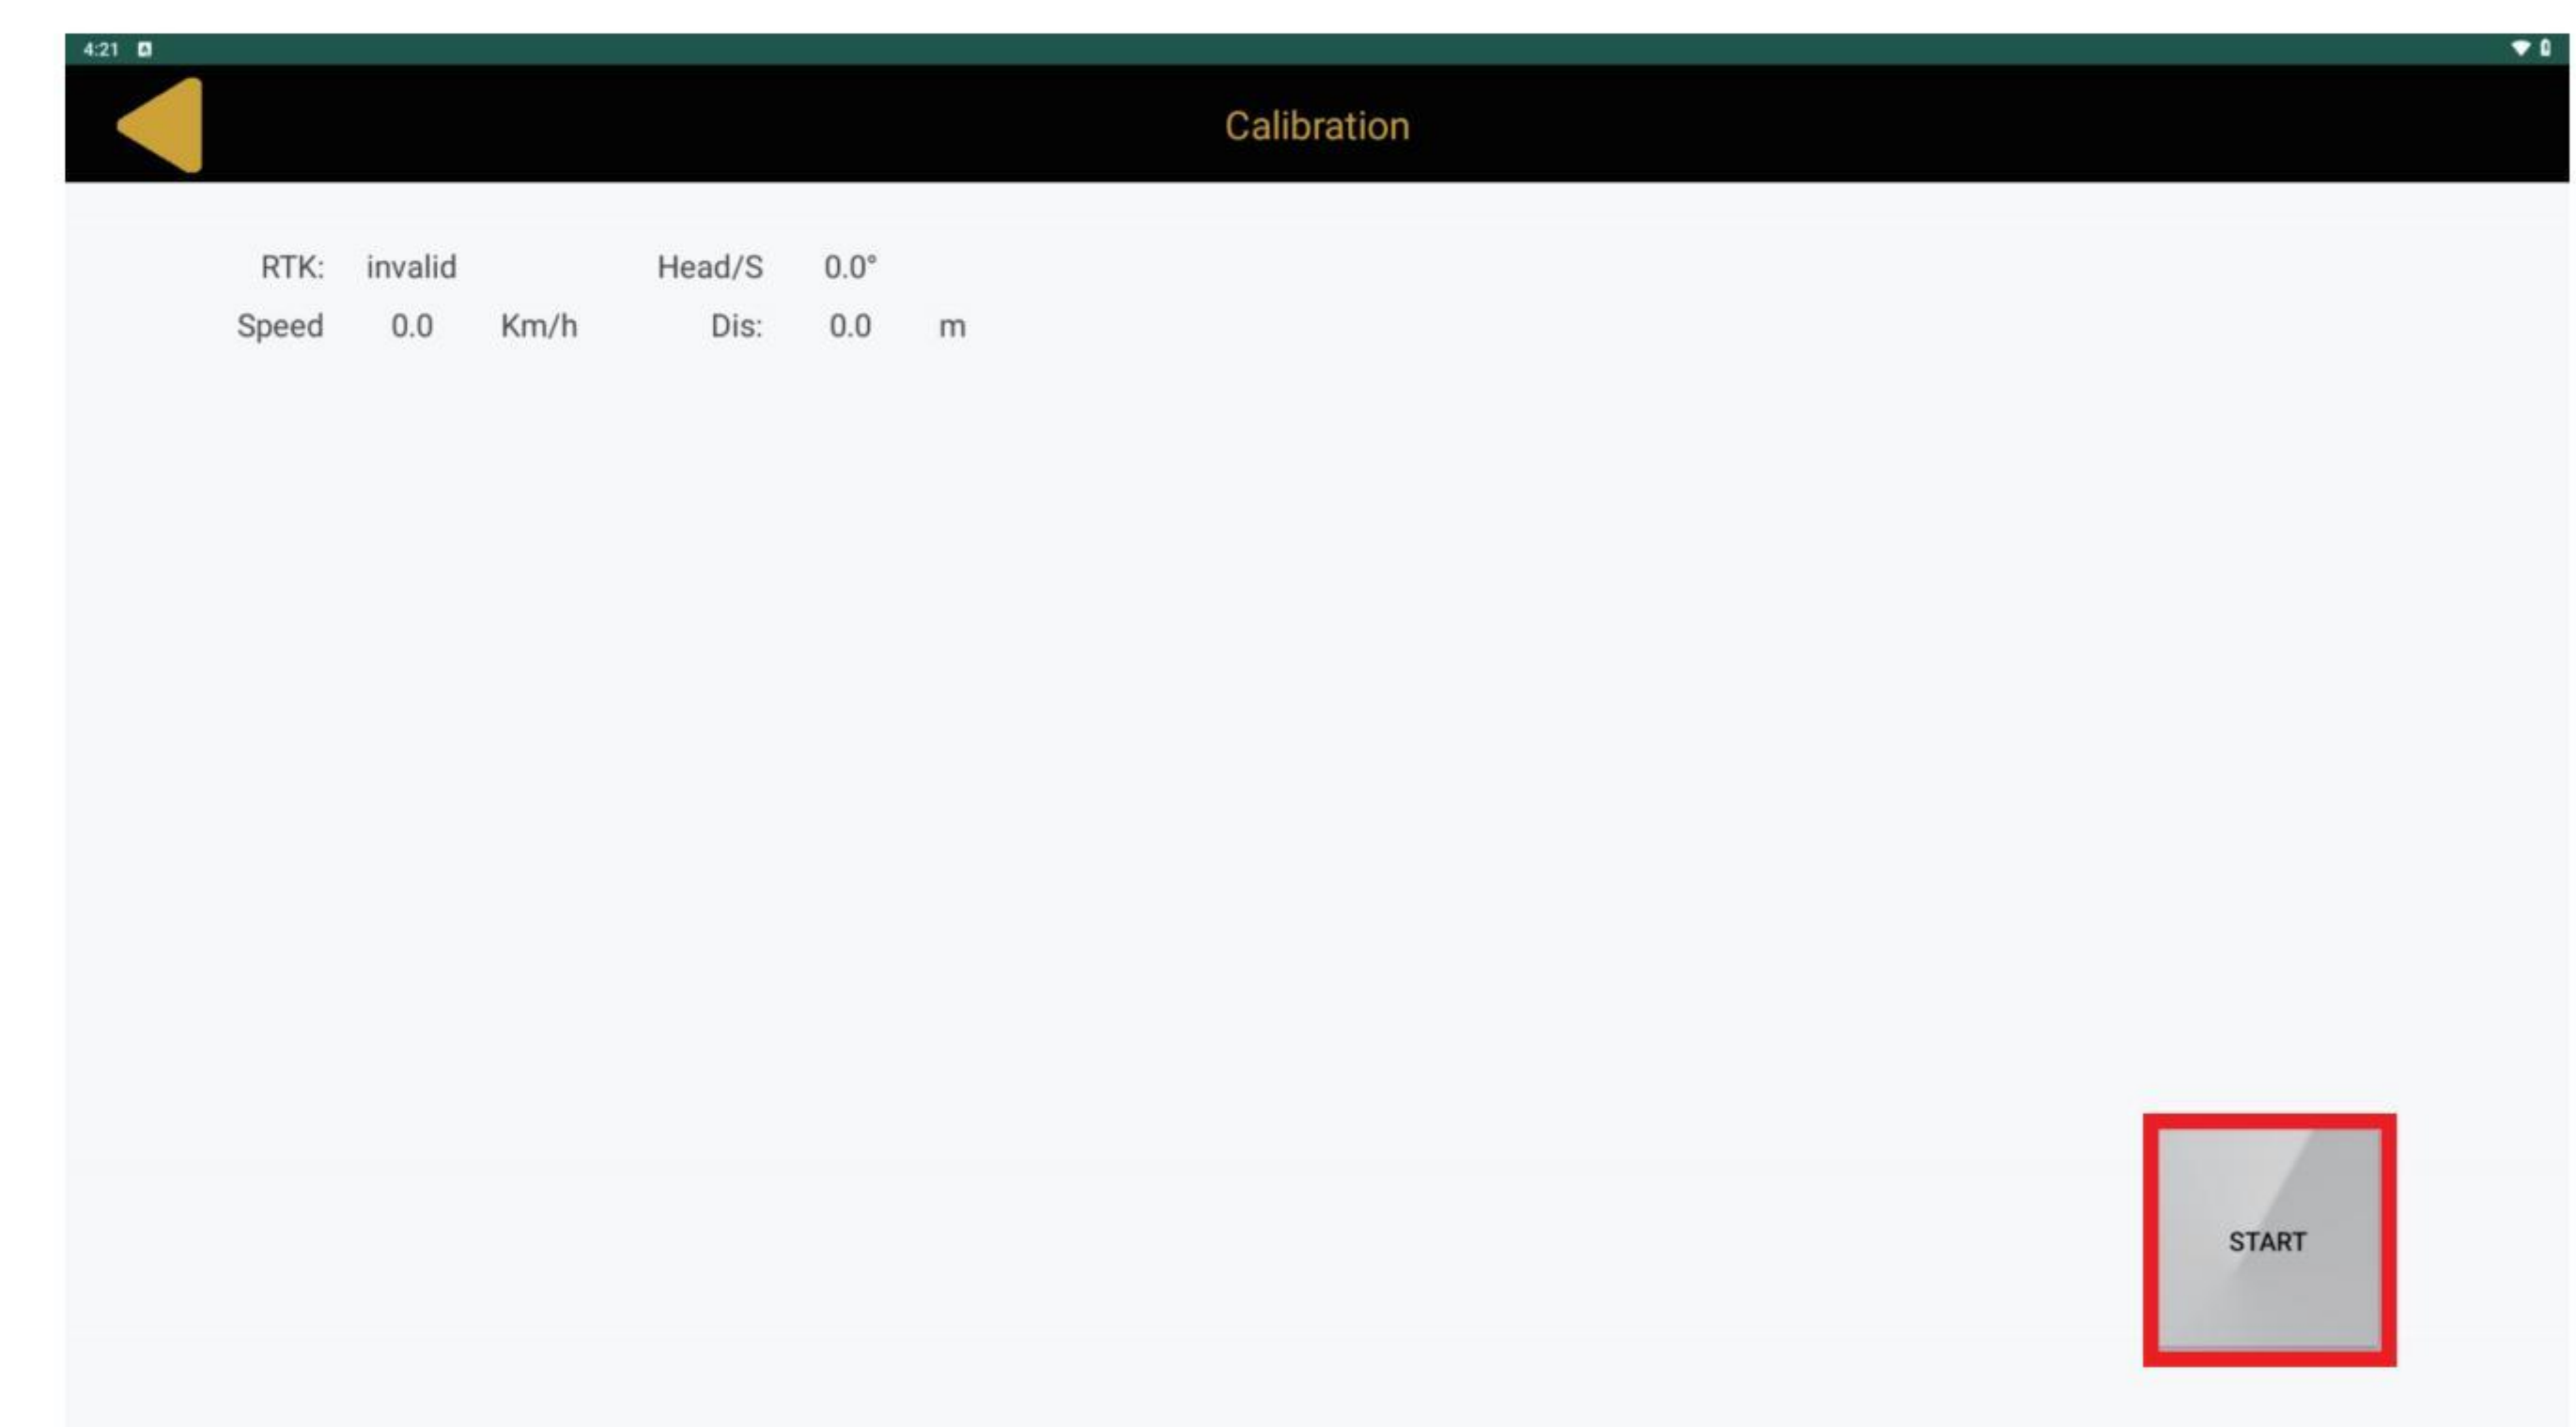 4:21
Calibration
RTK: invalid Head/S 0.0°
Speed 0.0 Km/h Dis: 0.0 m
START